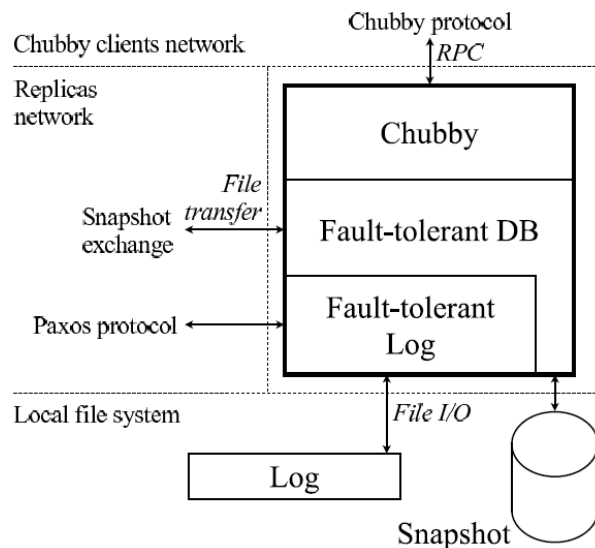 Chubby protocol
Chubby clients network
RPC
Replicas
network
Chubby
File
transfer
Snapshot
exchange
Fault-tolerant DB
Paxos protocol
Fault-tolerant
Log
Local file system
File I/O
Log
Snapshot